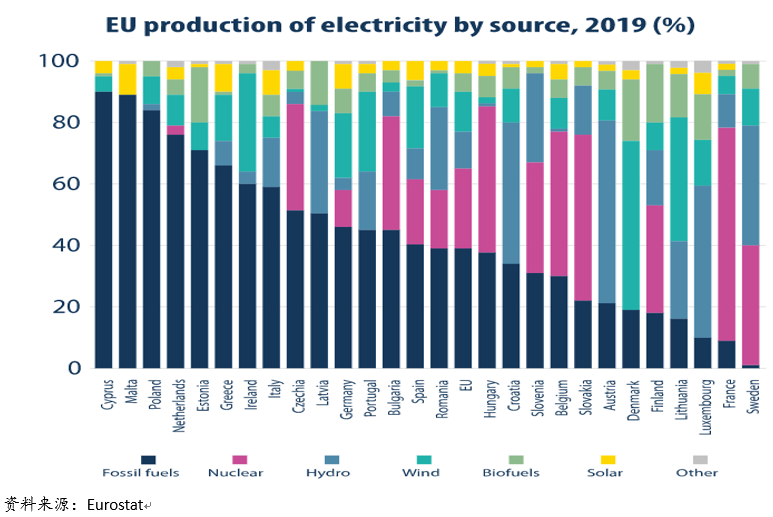 EU production of electricity by source, 2019 (%)
100
80
60
40
20
0
Cyprus Malta Poland Netherlands Estonia Greece Ireland Italy Czechia Latvia Germany Portugal Bulgaria Spain Romania EU Hungary Croatia Slovenia Belgium Slovakia Austria Denmark Finland Lithuania Luxembourg France Sweden
Fossil fuels Nuclear Hydro Wind Biofuels Solar Other
资料来源：Eurostat